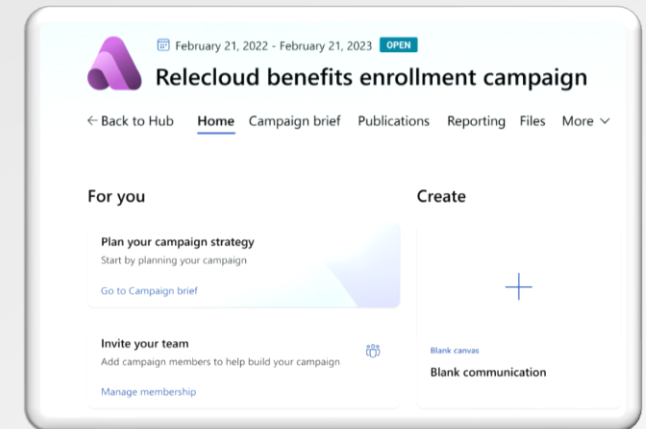 February 21, 2022 - February 21, 2023 OPEN
Relecloud benefits enrollment campaign
Back to Hub Home Campaign brief Publications Reporting Files More
For you
Plan your campaign strategy
Start by planning your campaign
Go to Campaign brief
Invite your team
Add campaign members to help build your campaign
Manage membership
Create
Blank canvas
Blank communication